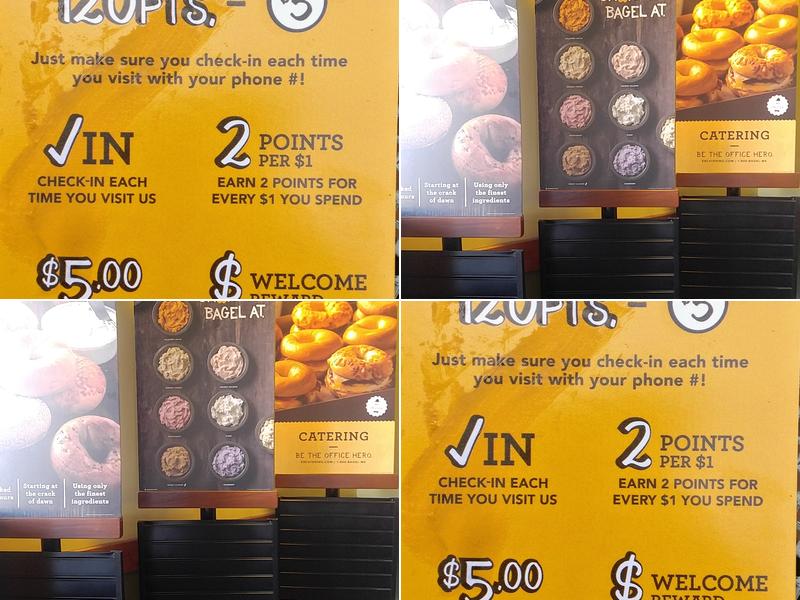 120PTS. = $5
Just make sure you check-in each time
you visit with your phone #!
✓IN
CHECK-IN EACH
TIME YOU VISIT US
2 POINTS
PER $1
EARN 2 POINTS FOR
EVERY $1 YOU SPEND
$5.00
$ WELCOME
REWARD
BAGEL AT
Starting at
the crack
of dawn
Using only
the finest
ingredients
CATERING
BE THE OFFICE HERO.
BAGEL AT
Starting at
the crack
of dawn
Using only
the finest
ingredients
CATERING
BE THE OFFICE HERO.
120PTS. = $5
Just make sure you check-in each time
you visit with your phone #!
✓IN
CHECK-IN EACH
TIME YOU VISIT US
2 POINTS
PER $1
EARN 2 POINTS FOR
EVERY $1 YOU SPEND
$5.00
$ WELCOME
REWARD